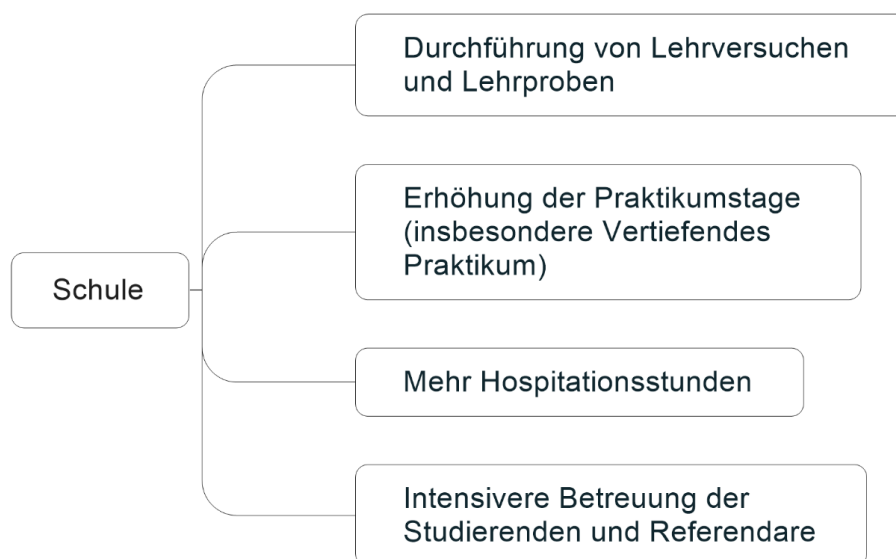 Durchführung von Lehrversuchen
und Lehrproben
Erhöhung der Praktikumstage
(insbesondere Vertiefendes
Praktikum)
Schule
Mehr Hospitationsstunden
Intensivere Betreuung der
Studierenden und Referendare